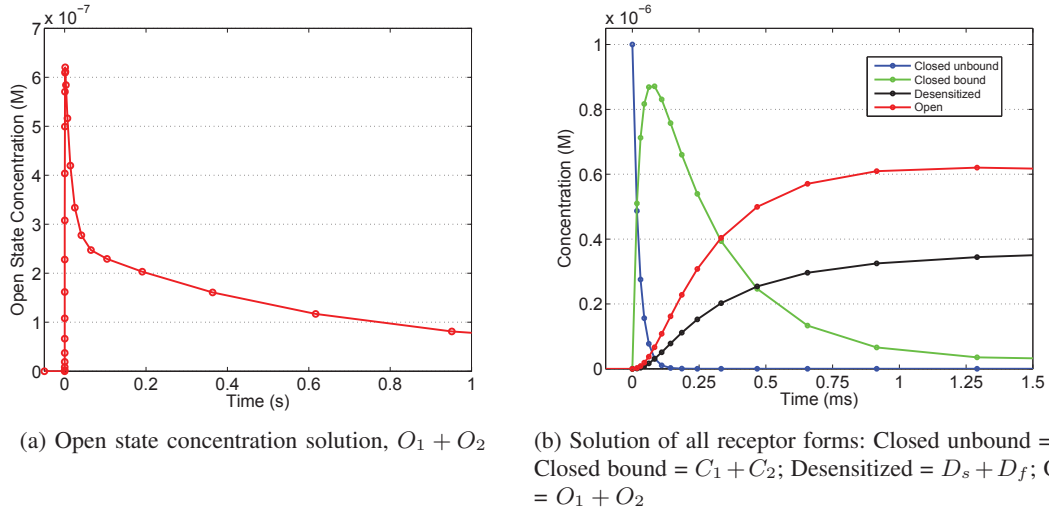 x 10⁻⁷
7
6
5
4
3
2
1
0
Open State Concentration (M)
0 0.2 0.4 0.6 0.8 1
Time (s)
(a) Open state concentration solution, O₁ + O₂
x 10⁻⁶
1
0.8
0.6
0.4
0.2
0
Concentration (M)
Closed unbound
Closed bound
Desensitized
Open
0 0.25 0.5 0.75 1 1.25 1.5
Time (ms)
(b) Solution of all receptor forms: Closed unbound =
Closed bound = C₁ + C₂; Desensitized = Dₛ + D_f;
= O₁ + O₂